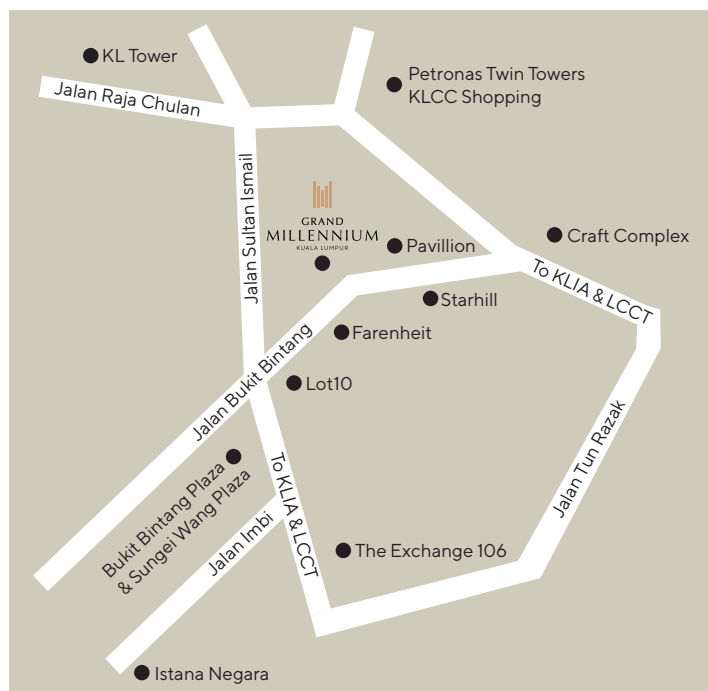 KL Tower
Petronas Twin Towers
KLCC Shopping
Jalan Raja Chulan
Jalan Sultan Ismail
GRAND
MILLENNIUM
KUALA LUMPUR
Pavillion
Craft Complex
To KLIA & LCCT
Starhill
Farenheit
Jalan Bukit Bintang
Lot10
Jalan Tun Razak
Bukit Bintang Plaza
& Sungei Wang Plaza
To KLIA & LCCT
Jalan Imbi
The Exchange 106
Istana Negara